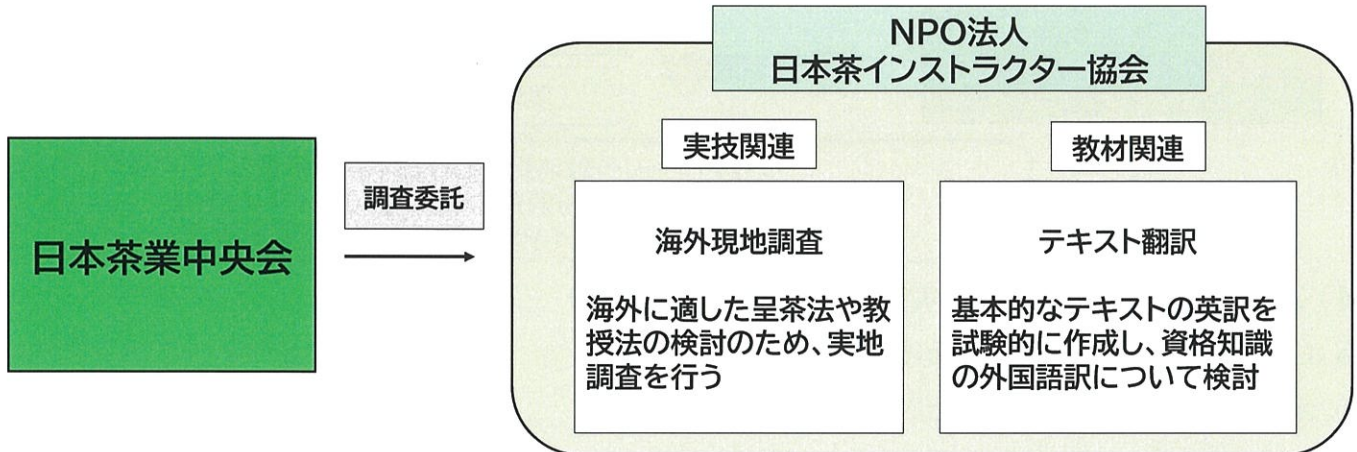 NPO法人
日本茶インストラクター協会
実技関連
教材関連
日本茶業中央会
調査委託
海外現地調査
海外に適した呈茶法や教
授法の検討のため、実地
調査を行う
テキスト翻訳
基本的なテキストの英訳を
試験的に作成し、資格知識
の外国語訳について検討